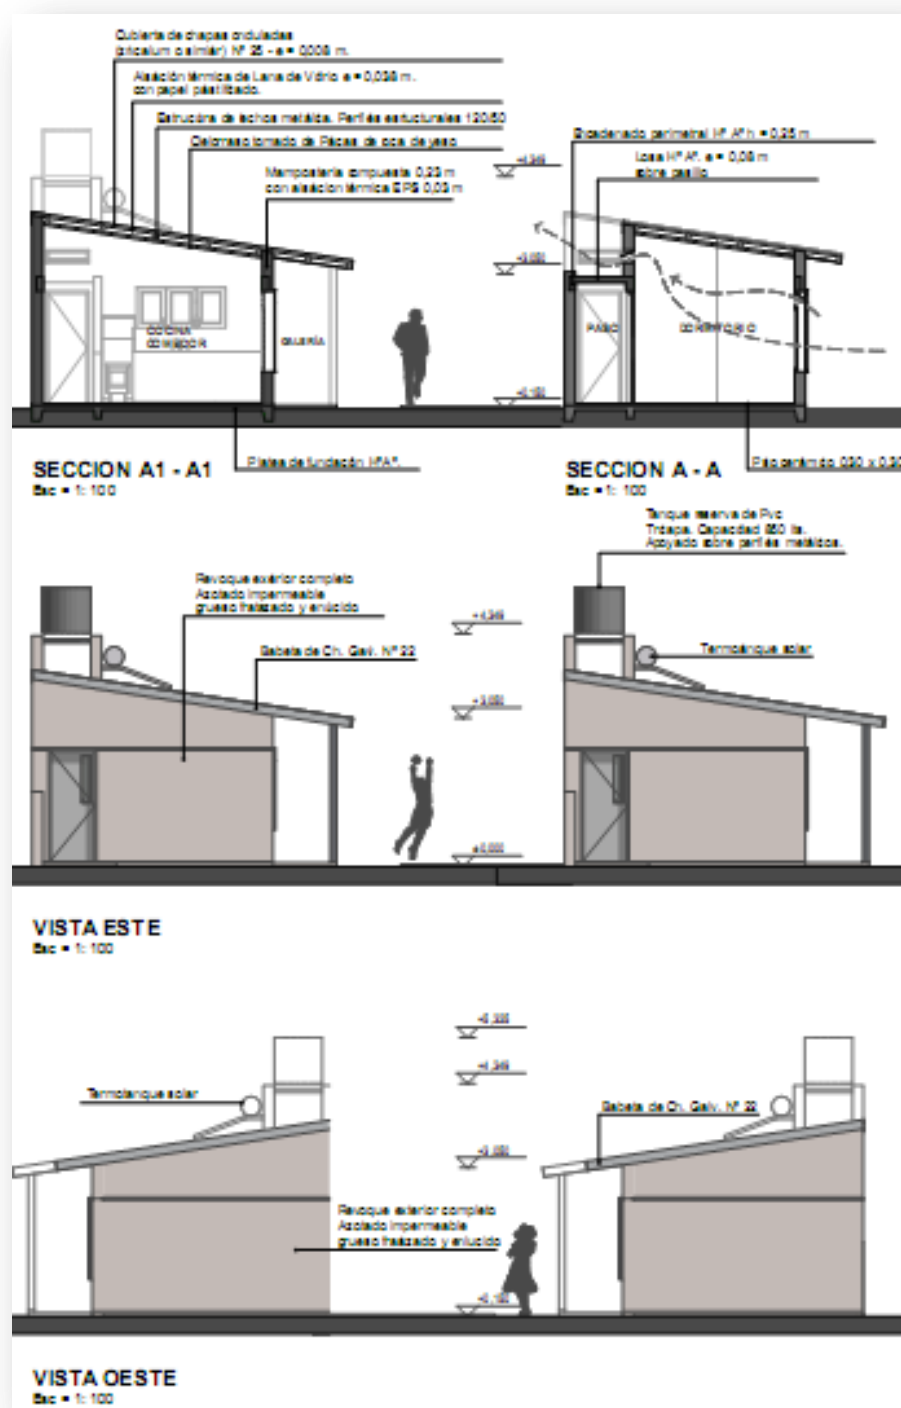 Cubierta de chapas onduladas
(cincalum o similar) Nº 25 - e = 0,008 m.
Aislación térmica de Lana de Vidrio e = 0,038 m.
con papel plastificado.
Estructura de techos metálica. Perfiles estructurales 120/50
Cielorraso tomado de Placas de roca de yeso
Mampostería compuesta 0,23 m
con aislación térmica EPS 0,03 m
Encadenado perimetral Hº Aº h = 0,25 m
Losa Hº Aº. e = 0,08 m
sobre pasillo
COCINA
COMEDOR
GALERÍA
PASO
DORMITORIO
SECCION A1 - A1
Esc = 1: 100
Platea de fundación HºAº.
SECCION A - A
Esc = 1: 100
Tanque reserva de Pvc
Tricapa. Capacidad 850 lts.
Apoyado sobre perfiles metálicos.
Revoque exterior completo
Azotado impermeable
grueso fratazado y enlucido
Babeta de Ch. Galv. Nº 22
Termotanque solar
VISTA ESTE
Esc = 1: 100
Termotanque solar
Babeta de Ch. Galv. Nº 22
Revoque exterior completo
Azotado impermeable
grueso fratazado y enlucido
VISTA OESTE
Esc = 1: 100